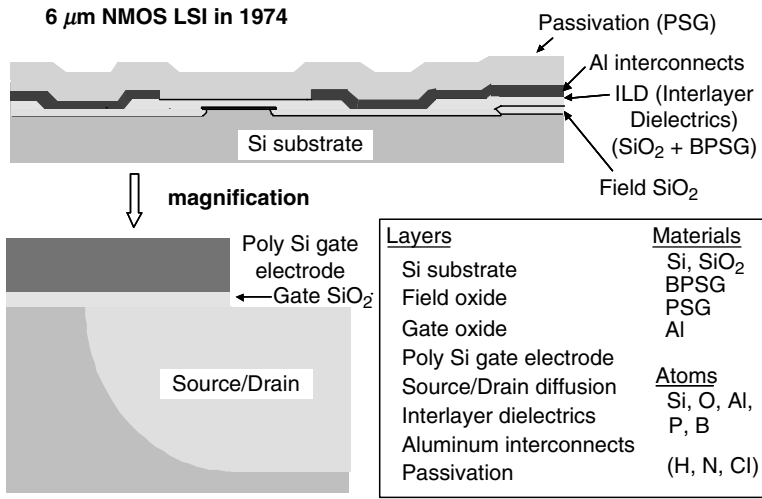 6 μm NMOS LSI in 1974
Passivation (PSG)
Al interconnects
ILD (Interlayer
Dielectrics)
(SiO₂ + BPSG)
Field SiO₂
Si substrate
magnification
Poly Si gate
electrode
Gate SiO₂
Source/Drain
Layers
Si substrate
Field oxide
Gate oxide
Poly Si gate electrode
Source/Drain diffusion
Interlayer dielectrics
Aluminum interconnects
Passivation
Materials
Si, SiO₂
BPSG
PSG
Al
Atoms
Si, O, Al,
P, B
(H, N, Cl)